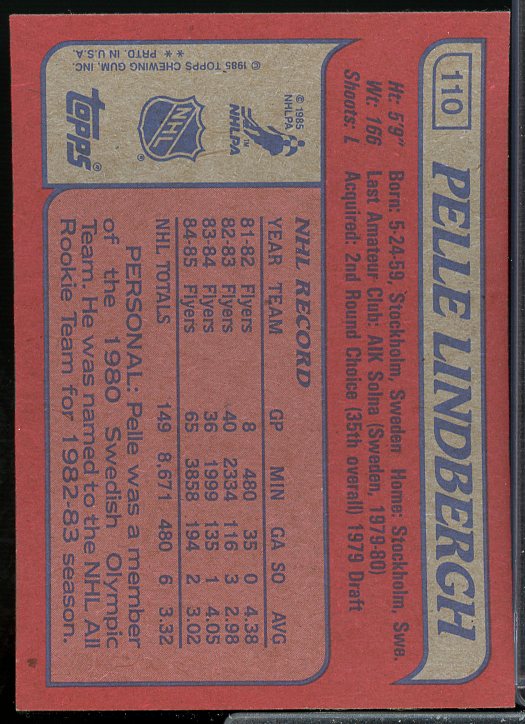 110
PELLE LINDBERGH
Ht: 5'9" Born: 5-24-59, Stockholm, Sweden Home: Stockholm, Swe.
Wt: 166 Last Amateur Club: AIK Solna (Sweden, 1979-80)
Shoots: L Acquired: 2nd Round Choice (35th overall) 1979 Draft
© 1985
NHLPA
NHLPA
TM
NHL
®
TOPPS
®
© 1985 TOPPS CHEWING GUM, INC.
* * PRTD. IN U.S.A.
NHL RECORD
YEAR TEAM GP MIN GA SO AVG
81-82 Flyers 8 480 35 0 4.38
82-83 Flyers 40 2334 116 3 2.98
83-84 Flyers 36 1999 135 1 4.05
84-85 Flyers 65 3858 194 2 3.02
NHL TOTALS 149 8,671 480 6 3.32
PERSONAL: Pelle was a member
of the 1980 Swedish Olympic
Team. He was named to the NHL All
Rookie Team for 1982-83 season.